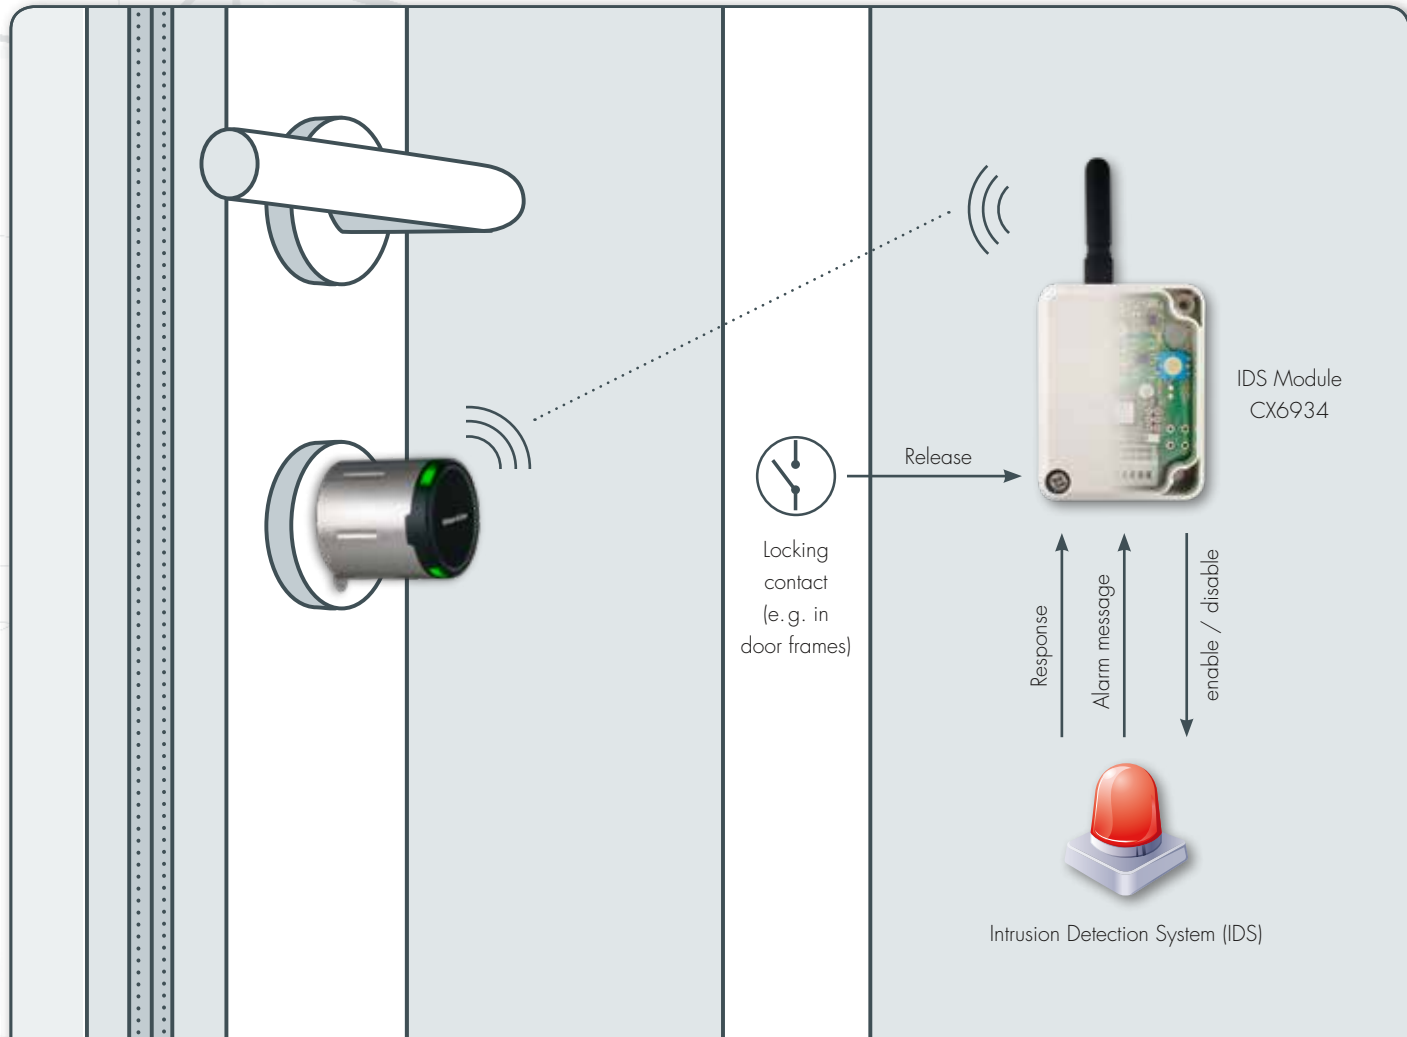 IDS Module
CX6934
Release
Locking
contact
(e. g. in
door frames)
Response
Alarm message
enable / disable
Intrusion Detection System (IDS)